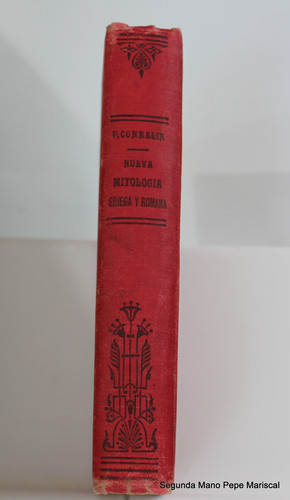 P. COMMELIN
NUEVA
MITOLOGIA
GRIEGA Y ROMANA
Segunda Mano Pepe Mariscal